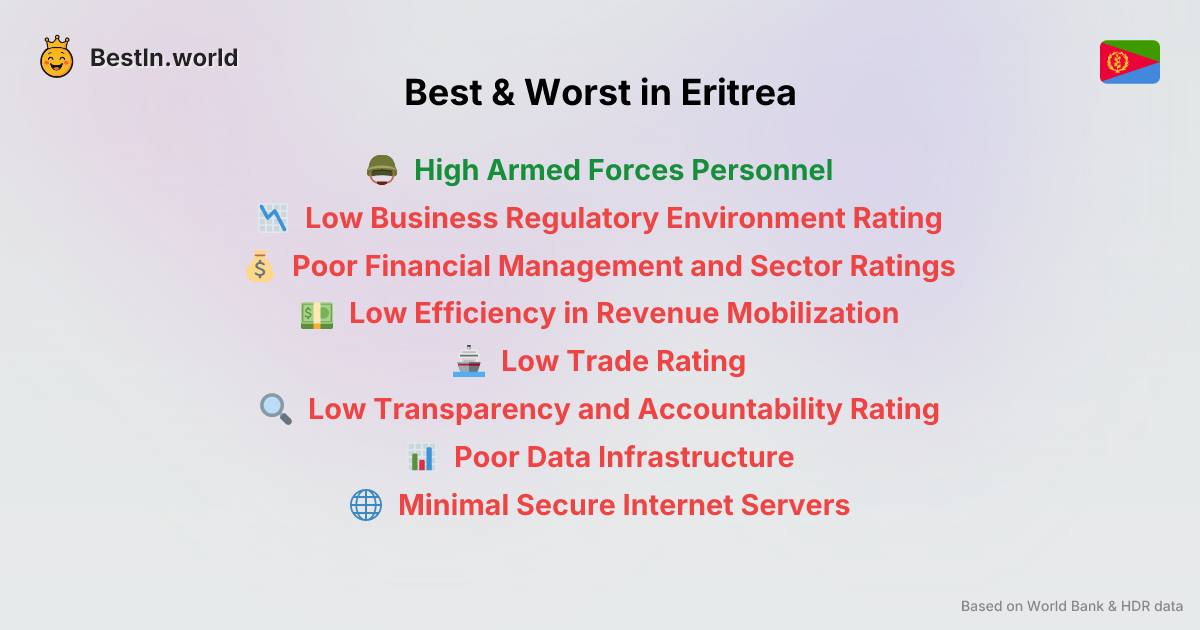 BestIn.world
Best & Worst in Eritrea
High Armed Forces Personnel
Low Business Regulatory Environment Rating
Poor Financial Management and Sector Ratings
Low Efficiency in Revenue Mobilization
Low Trade Rating
Low Transparency and Accountability Rating
Poor Data Infrastructure
Minimal Secure Internet Servers
Based on World Bank & HDR data